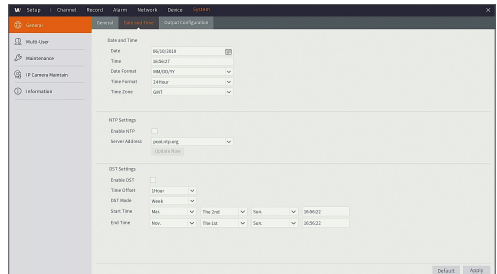 W Setup Channel Record Alarm Network Device System ×
General
Multi-User
Maintenance
IP Camera Maintain
Information
General Date and Time Output Configuration
Date and Time
Date 06/10/2019
Time 16:56:27
Date Format MM/DD/YY
Time Format 24Hour
Time Zone GMT
NTP Settings
Enable NTP
Server Address pool.ntp.org
Update Now
DST Settings
Enable DST
Time Offset 1Hour
DST Mode Week
Start Time Mar. The 2nd Sun. 16:56:22
End Time Nov. The 1st Sun. 16:56:22
Default Apply